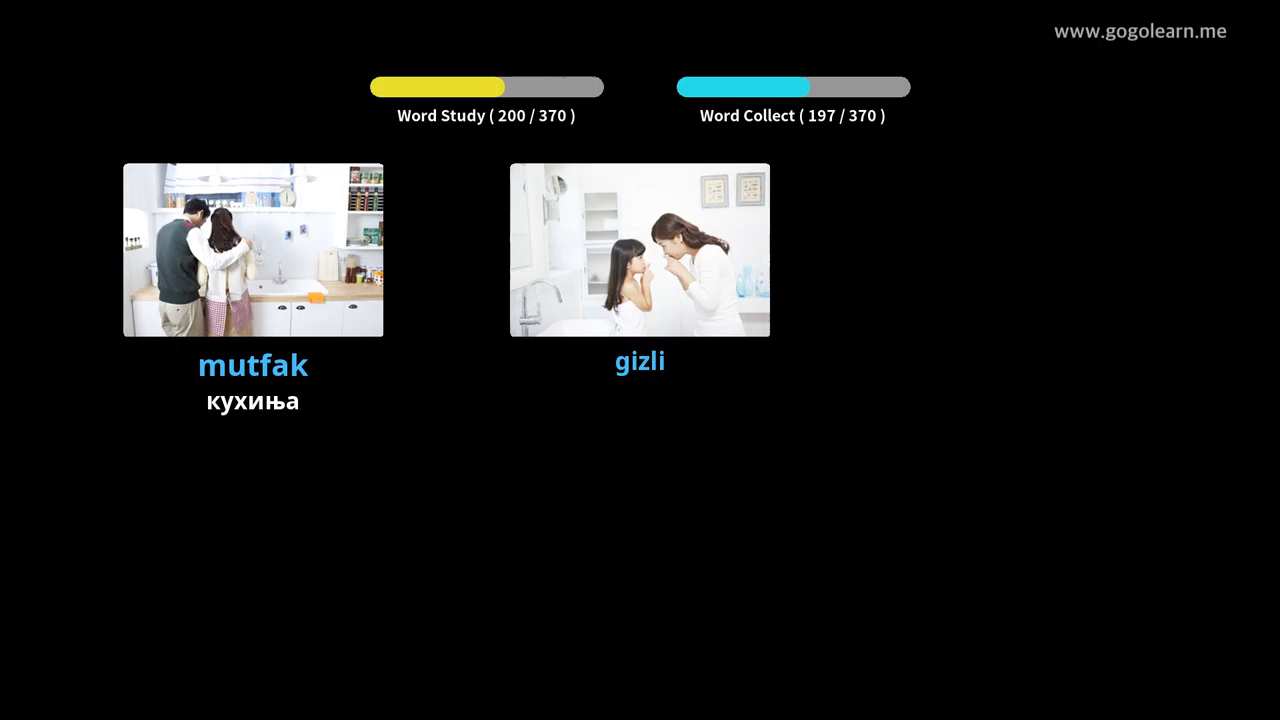 www.gogolearn.me
Word Study ( 200 / 370 )
Word Collect ( 197 / 370 )
mutfak
кухиња
gizli